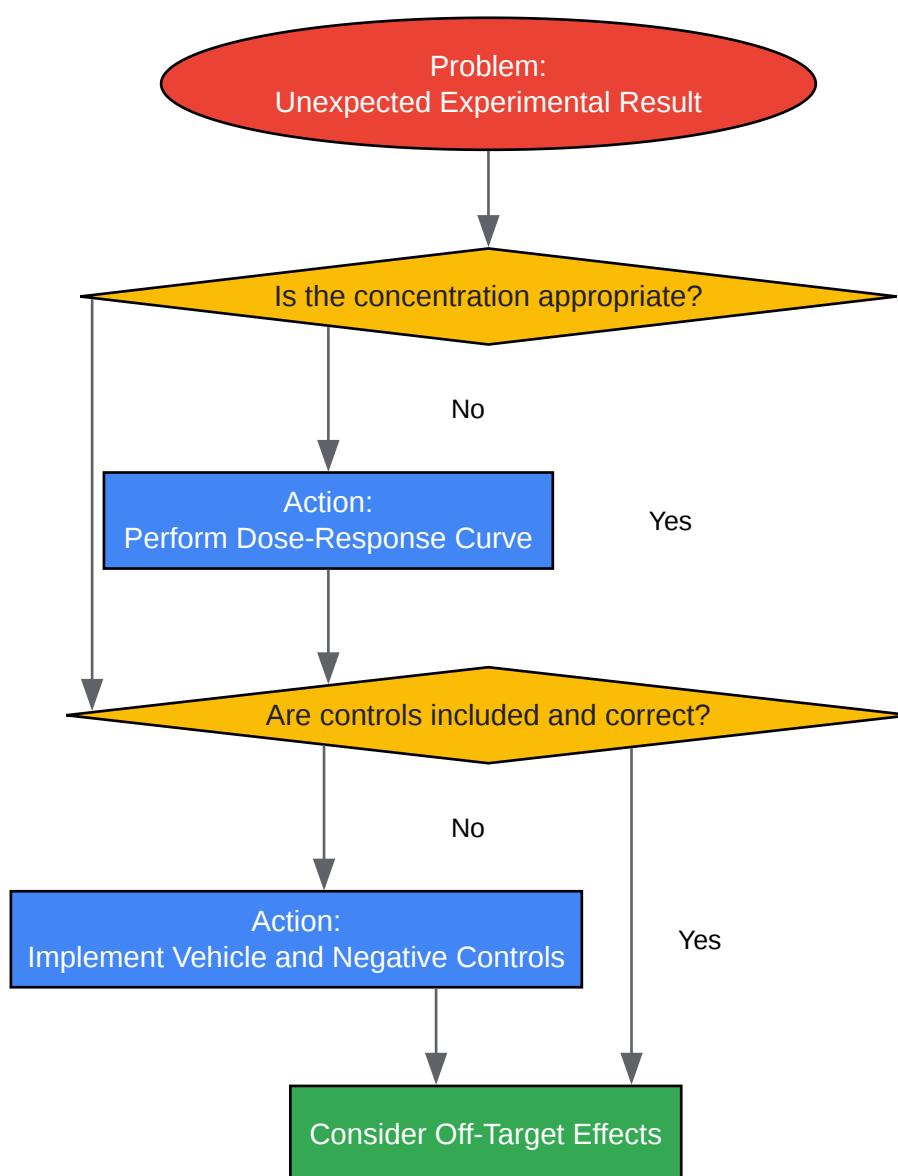 Problem:
Unexpected Experimental Result
Is the concentration appropriate?
No
Action:
Perform Dose-Response Curve
Yes
Are controls included and correct?
No
Action:
Implement Vehicle and Negative Controls
Yes
Consider Off-Target Effects